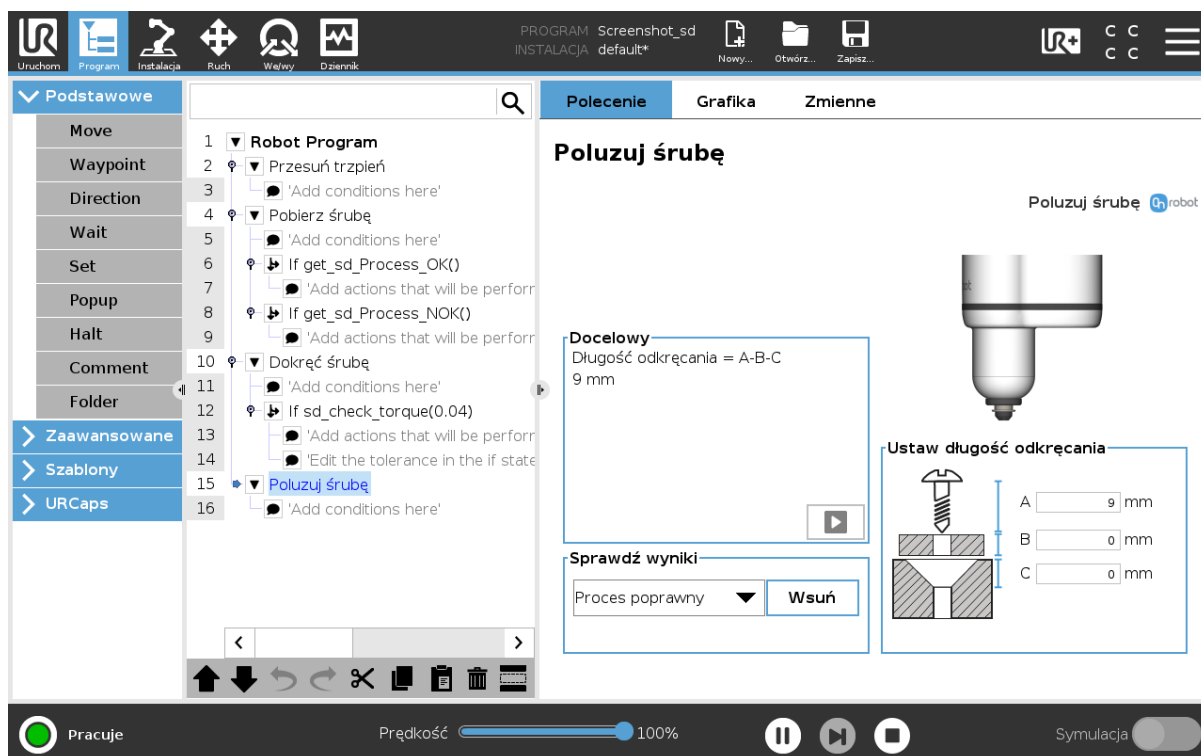 PROGRAM Screenshot_sd
INSTALACJA default*
UR
UR+
C C
C C
Uruchom Program Instalacja Ruch We/wy Dziennik Nowy... Otwórz... Zapisz...
Podstawowe
Move
Waypoint
Direction
Wait
Set
Popup
Halt
Comment
Folder
Zaawansowane
Szablony
URCaps
1 Robot Program
2 Przesuń trzpień
3 'Add conditions here'
4 Pobierz śrubę
5 'Add conditions here'
6 If get_sd_Process_OK()
7 'Add actions that will be perforr
8 If get_sd_Process_NOK()
9 'Add actions that will be perforr
10 Dokręć śrubę
11 'Add conditions here'
12 If sd_check_torque(0.04)
13 'Add actions that will be perforr
14 'Edit the tolerance in the if state
15 Poluzuj śrubę
16 'Add conditions here'
Polecenie Grafika Zmienne
Poluzuj śrubę
Poluzuj śrubę OnRobot
Docelowy
Długość odkręcania = A-B-C
9 mm
Sprawdź wyniki
Proces poprawny Wsuń
Ustaw długość odkręcania
A 9 mm
B 0 mm
C 0 mm
Pracuje Prędkość 100% Symulacja